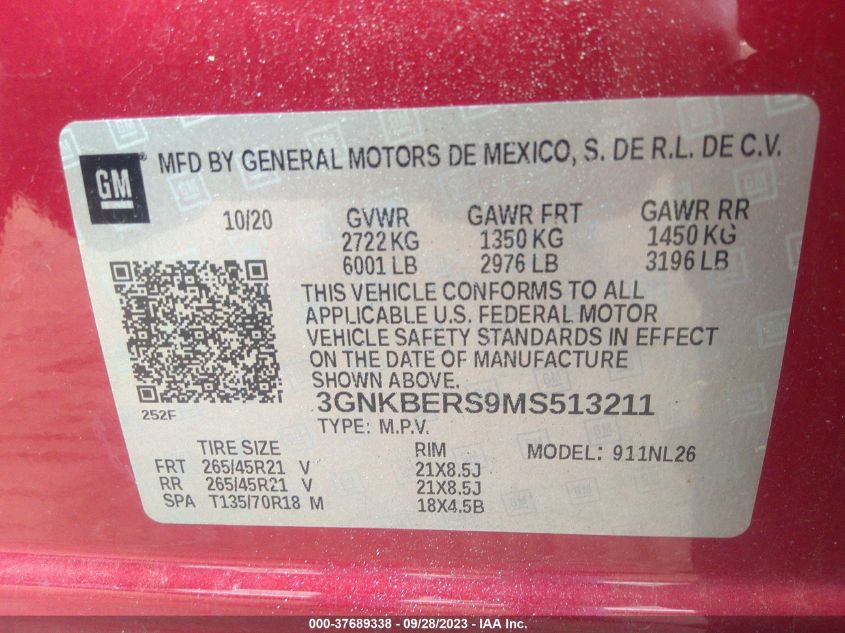 GM ® MFD BY GENERAL MOTORS DE MEXICO, S. DE R.L. DE C.V.
10/20 GVWR GAWR FRT GAWR RR
2722 KG 1350 KG 1450 KG
6001 LB 2976 LB 3196 LB
THIS VEHICLE CONFORMS TO ALL
APPLICABLE U.S. FEDERAL MOTOR
VEHICLE SAFETY STANDARDS IN EFFECT
ON THE DATE OF MANUFACTURE
SHOWN ABOVE.
252F 3GNKBERS9MS513211
TYPE: M.P.V.
TIRE SIZE RIM MODEL: 911NL26
FRT 265/45R21 V 21X8.5J
RR 265/45R21 V 21X8.5J
SPA T135/70R18 M 18X4.5B
000-37689338 - 09/28/2023 - IAA Inc.